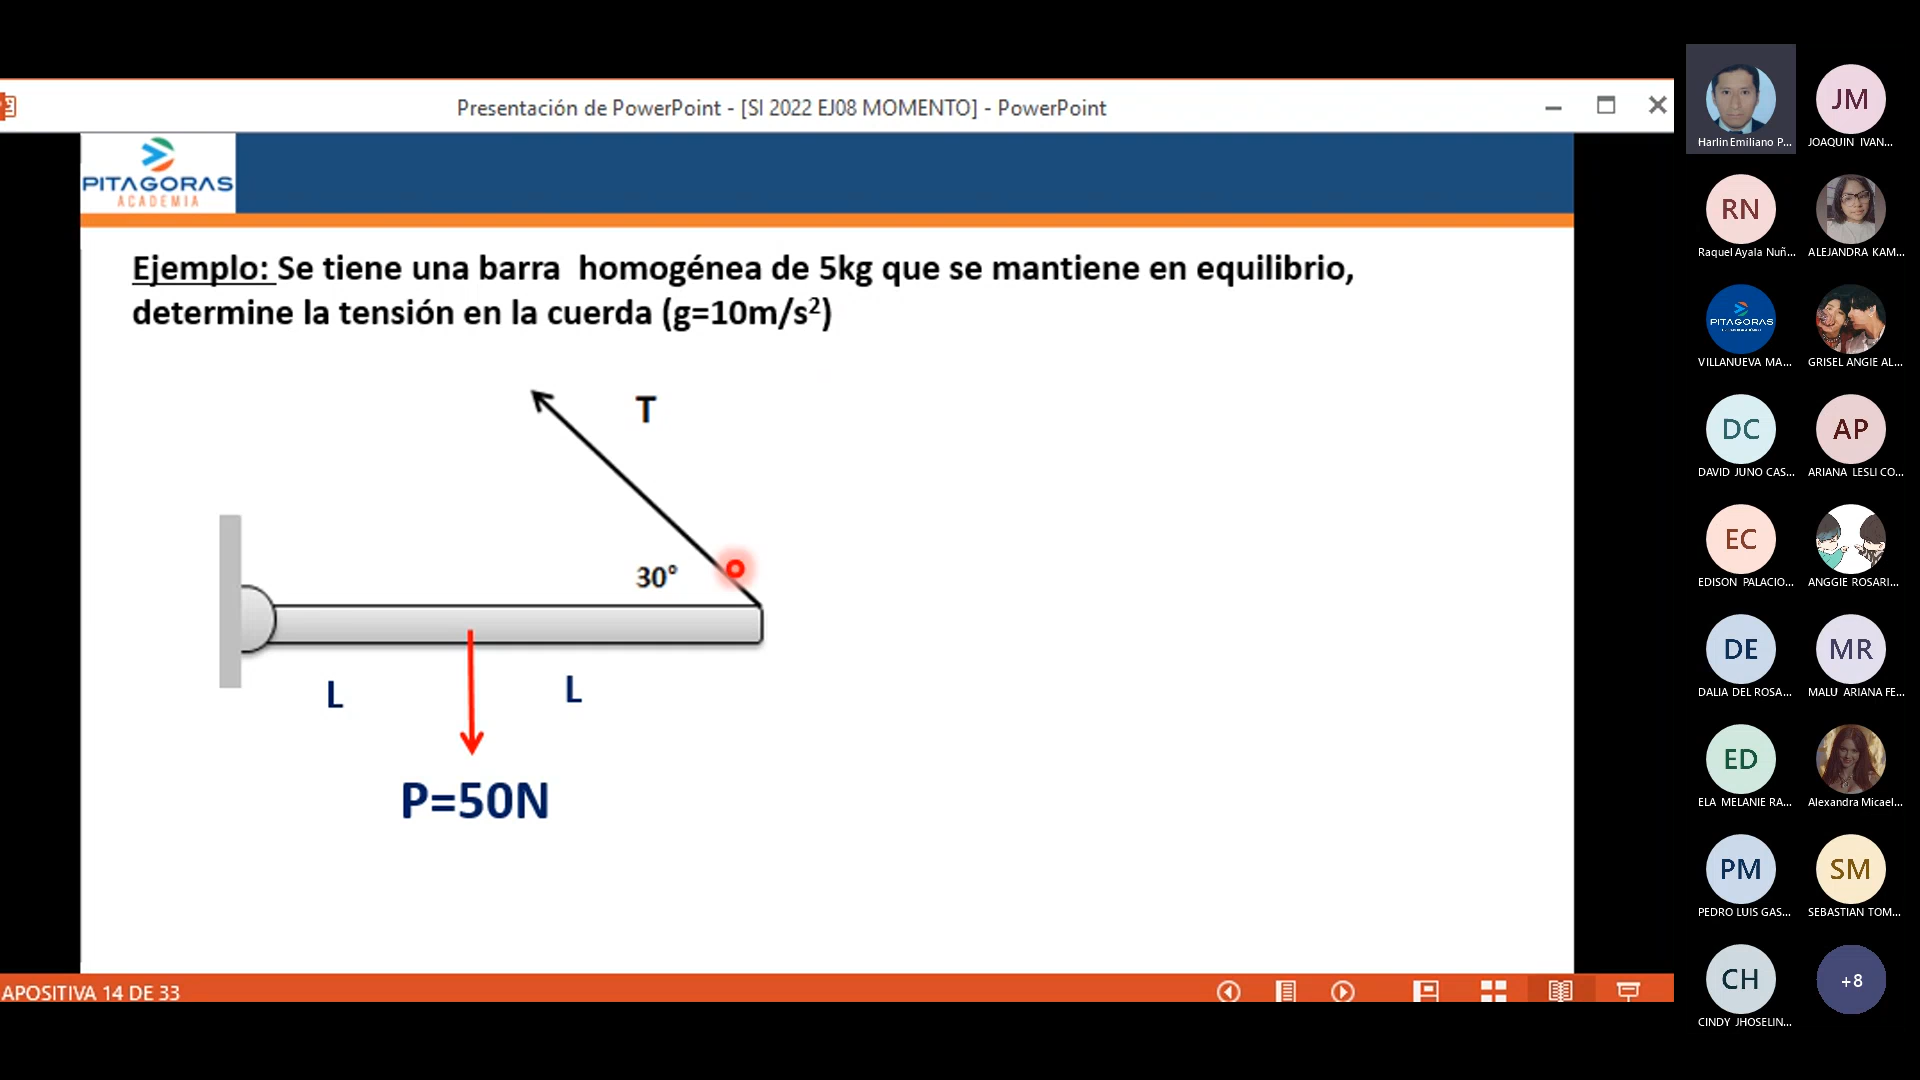 Presentación de PowerPoint - [SI 2022 EJ08 MOMENTO] - PowerPoint
PITAGORAS
ACADEMIA
Ejemplo: Se tiene una barra homogénea de 5kg que se mantiene en equilibrio,
determine la tensión en la cuerda (g=10m/s²)
T
30°
L
L
P=50N
APOSITIVA 14 DE 33
Harlin Emiliano P...
JM
JOAQUIN IVAN...
RN
Raquel Ayala Nuñ...
ALEJANDRA KAM...
PITAGORAS
VILLANUEVA MA...
GRISEL ANGIE AL...
DC
DAVID JUNO CAS...
AP
ARIANA LESLI CO...
EC
EDISON PALACIO...
ANGGIE ROSARI...
DE
DALIA DEL ROSA...
MR
MALU ARIANA FE...
ED
ELA MELANIE RA...
Alexandra Micael...
PM
PEDRO LUIS GAS...
SM
SEBASTIAN TOM...
CH
CINDY JHOSELIN...
+8